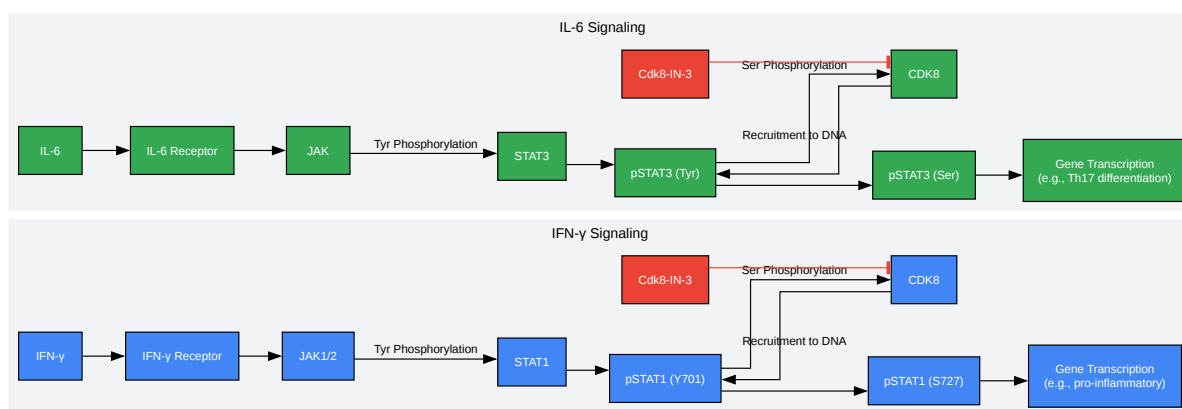 IL-6 Signaling
Cdk8-IN-3
Ser Phosphorylation
CDK8
Recruitment to DNA
IL-6
IL-6 Receptor
JAK
Tyr Phosphorylation
STAT3
pSTAT3 (Tyr)
pSTAT3 (Ser)
Gene Transcription
(e.g., Th17 differentiation)
IFN-γ Signaling
Cdk8-IN-3
Ser Phosphorylation
CDK8
Recruitment to DNA
IFN-γ
IFN-γ Receptor
JAK1/2
Tyr Phosphorylation
STAT1
pSTAT1 (Y701)
pSTAT1 (S727)
Gene Transcription
(e.g., pro-inflammatory)